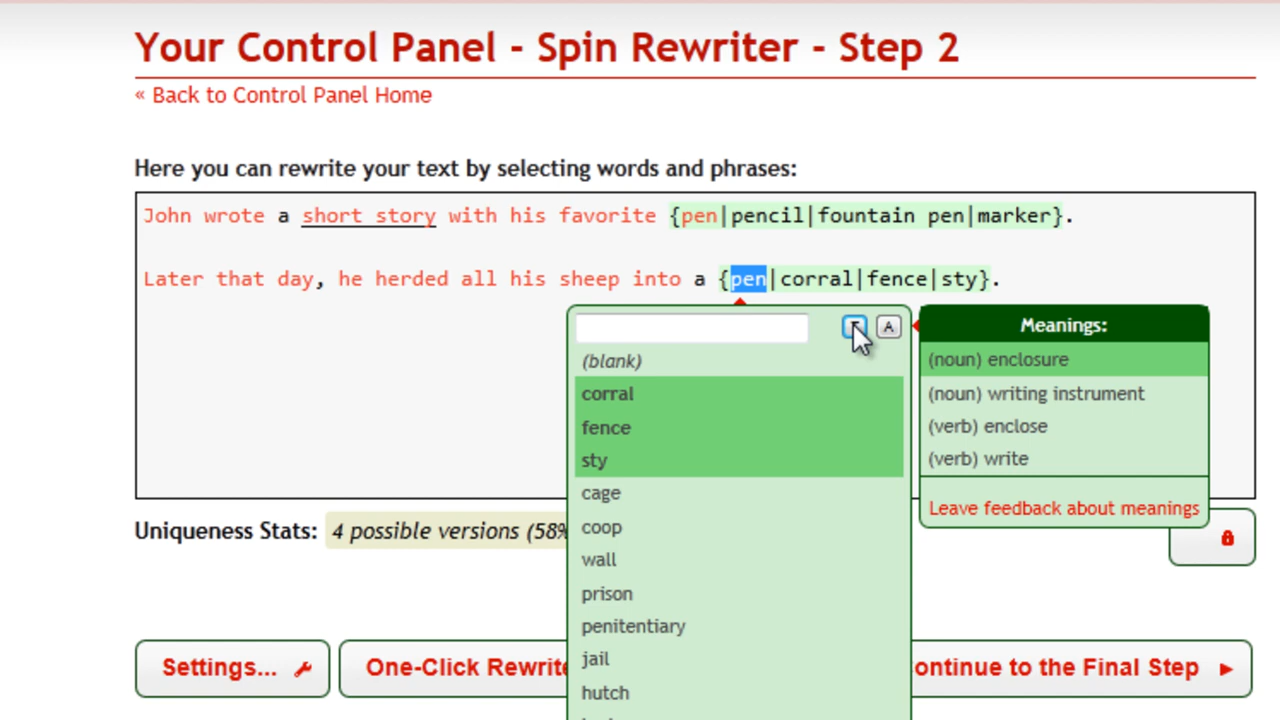 Your Control Panel - Spin Rewriter - Step 2
« Back to Control Panel Home
Here you can rewrite your text by selecting words and phrases:
John wrote a short story with his favorite {pen|pencil|fountain pen|marker}.
Later that day, he herded all his sheep into a {pen|corral|fence|sty}.
A
(blank)
corral
fence
sty
cage
coop
wall
prison
penitentiary
jail
hutch
Meanings:
(noun) enclosure
(noun) writing instrument
(verb) enclose
(verb) write
Leave feedback about meanings
Uniqueness Stats: 4 possible versions (58%
Settings...
One-Click Rewrite
ontinue to the Final Step